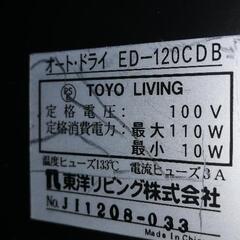 オート・ドライ ED-120CDB
PSE TOYO LIVING
定格電圧: 100V
定格消費電力: 最大110W
最小 10W
温度ヒューズ133℃ 電流ヒューズ3A
東洋リビング株式会社
No.J11208-033
Made in Chin